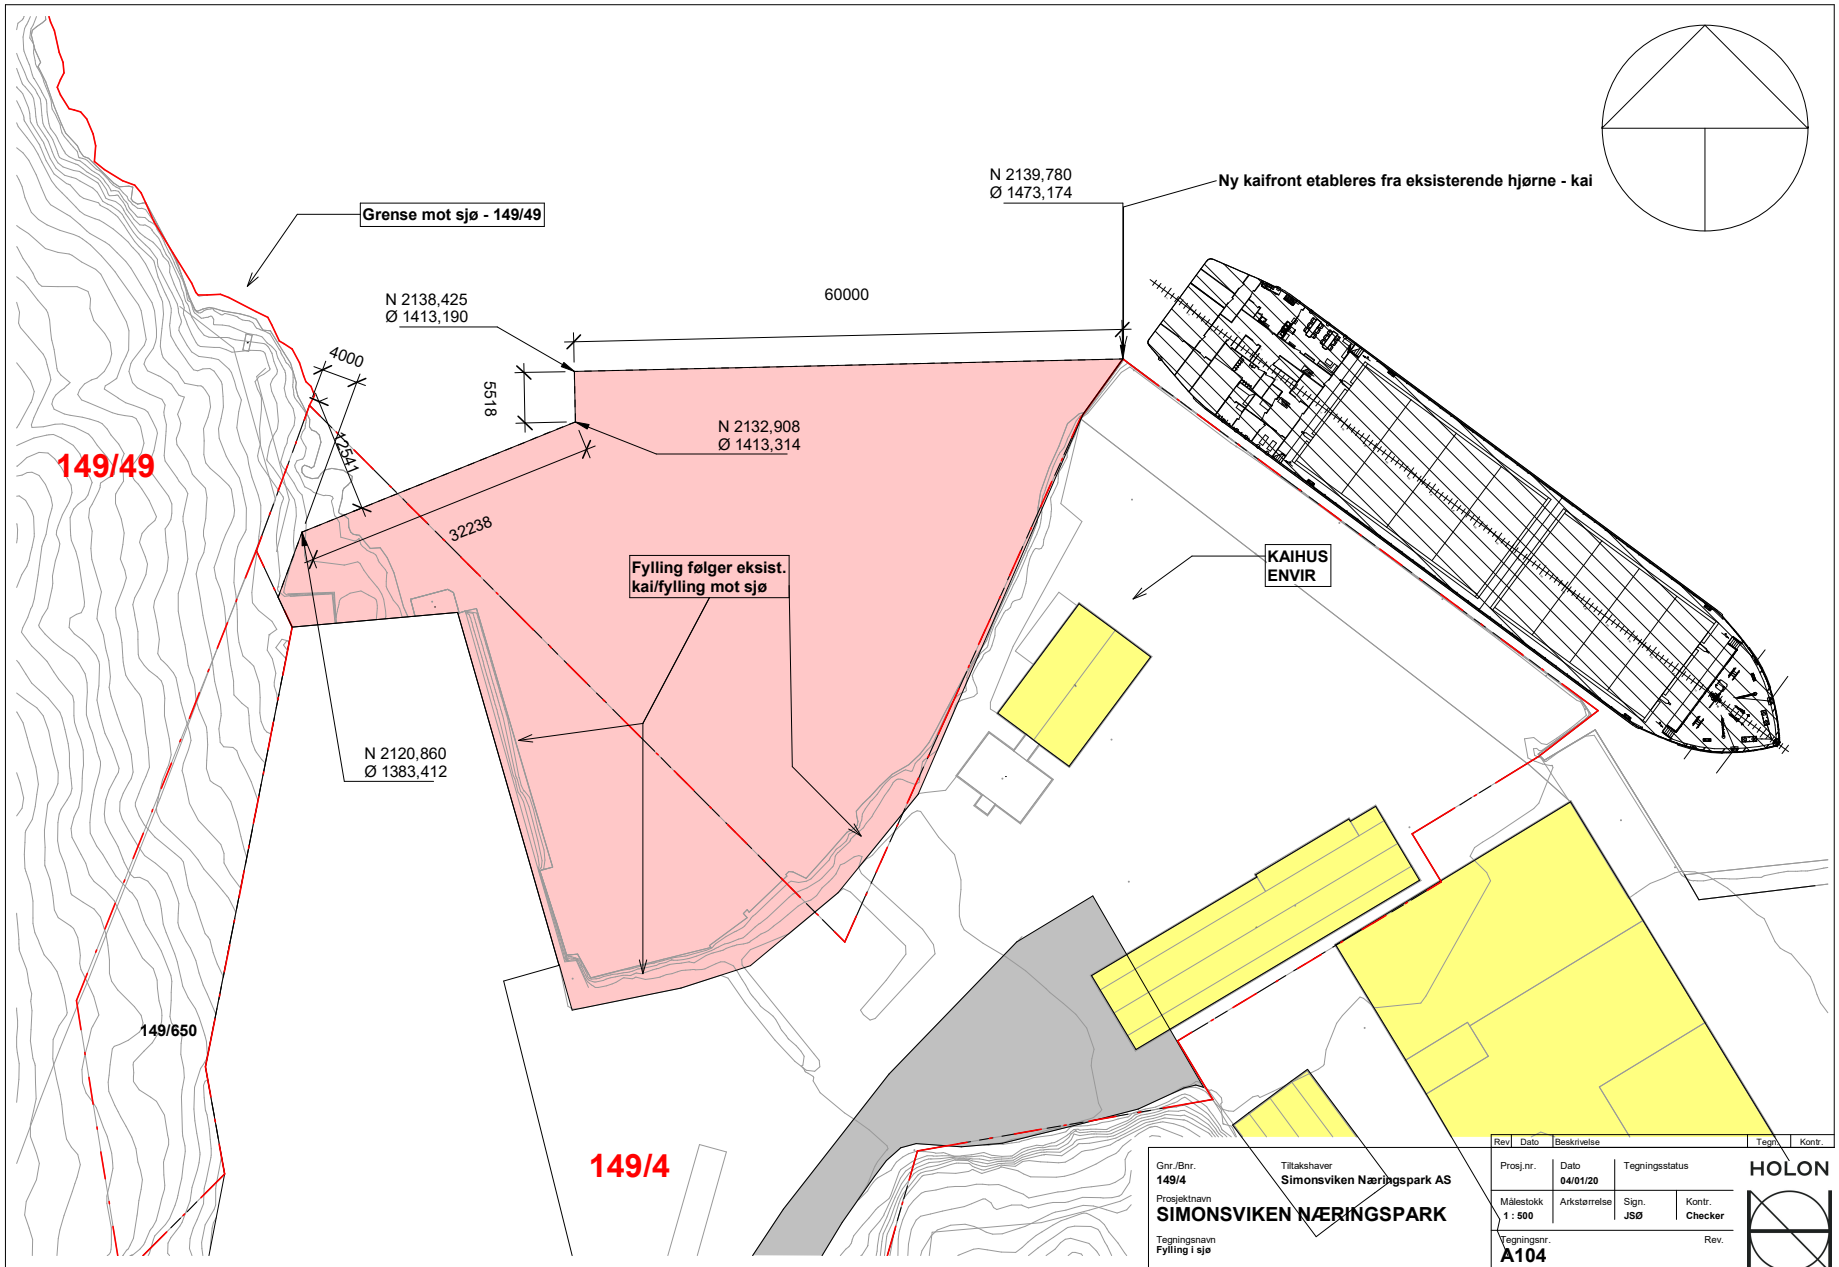 N 2139,780
Ø 1473,174
Ny kaifront etableres fra eksisterende hjørne - kai
Grense mot sjø - 149/49
N 2138,425
Ø 1413,190
60000
4000
5518
12541
N 2132,908
Ø 1413,314
149/49
32238
Fylling følger eksist.
kai/fylling mot sjø
KAIHUS
ENVIR
N 2120,860
Ø 1383,412
149/650
149/4
Rev Dato Beskrivelse Tegn. Kontr.
Gnr./Bnr.
149/4
Tiltakshaver
Simonsviken Næringspark AS
Prosjektnavn
SIMONSVIKEN NÆRINGSPARK
Tegningsnavn
Fylling i sjø
Prosj.nr.
Dato
04/01/20
Tegningsstatus
Målestokk
1 : 500
Arkstørrelse
Sign.
JSØ
Kontr.
Checker
Tegningsnr.
A104
Rev.
HOLON